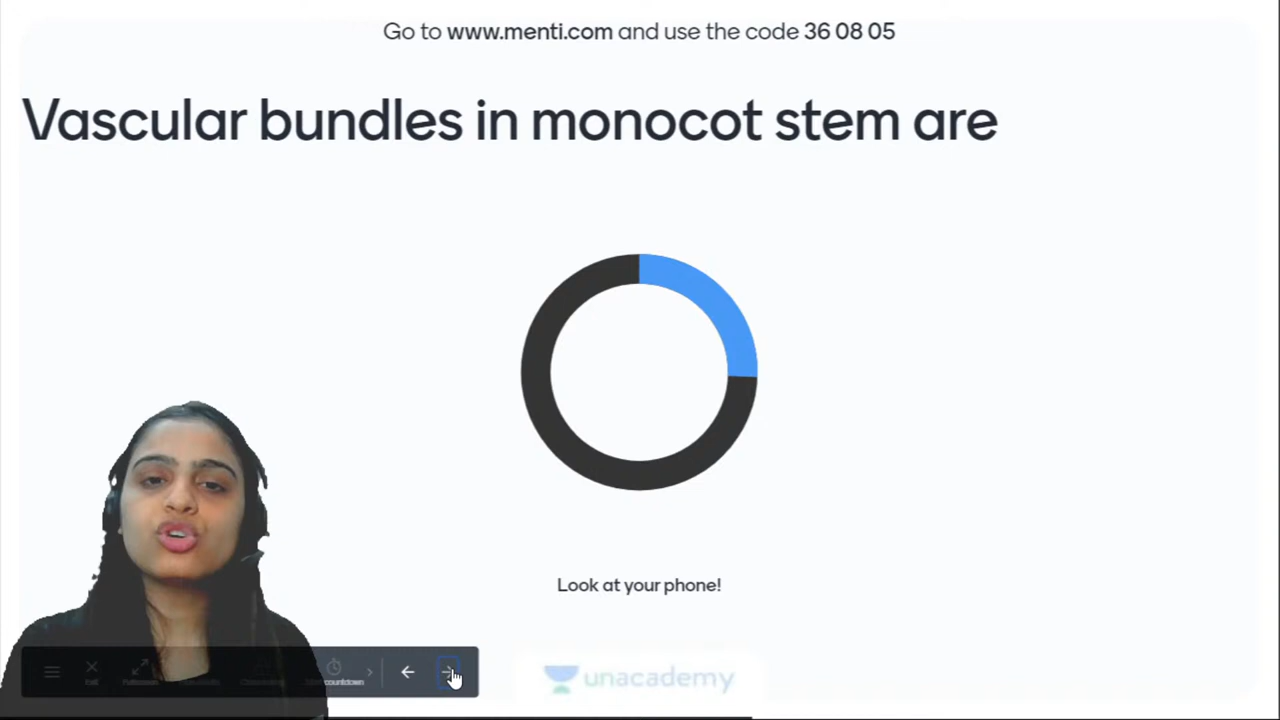 Go to www.menti.com and use the code 36 08 05
Vascular bundles in monocot stem are
Look at your phone!
countdown
unacademy